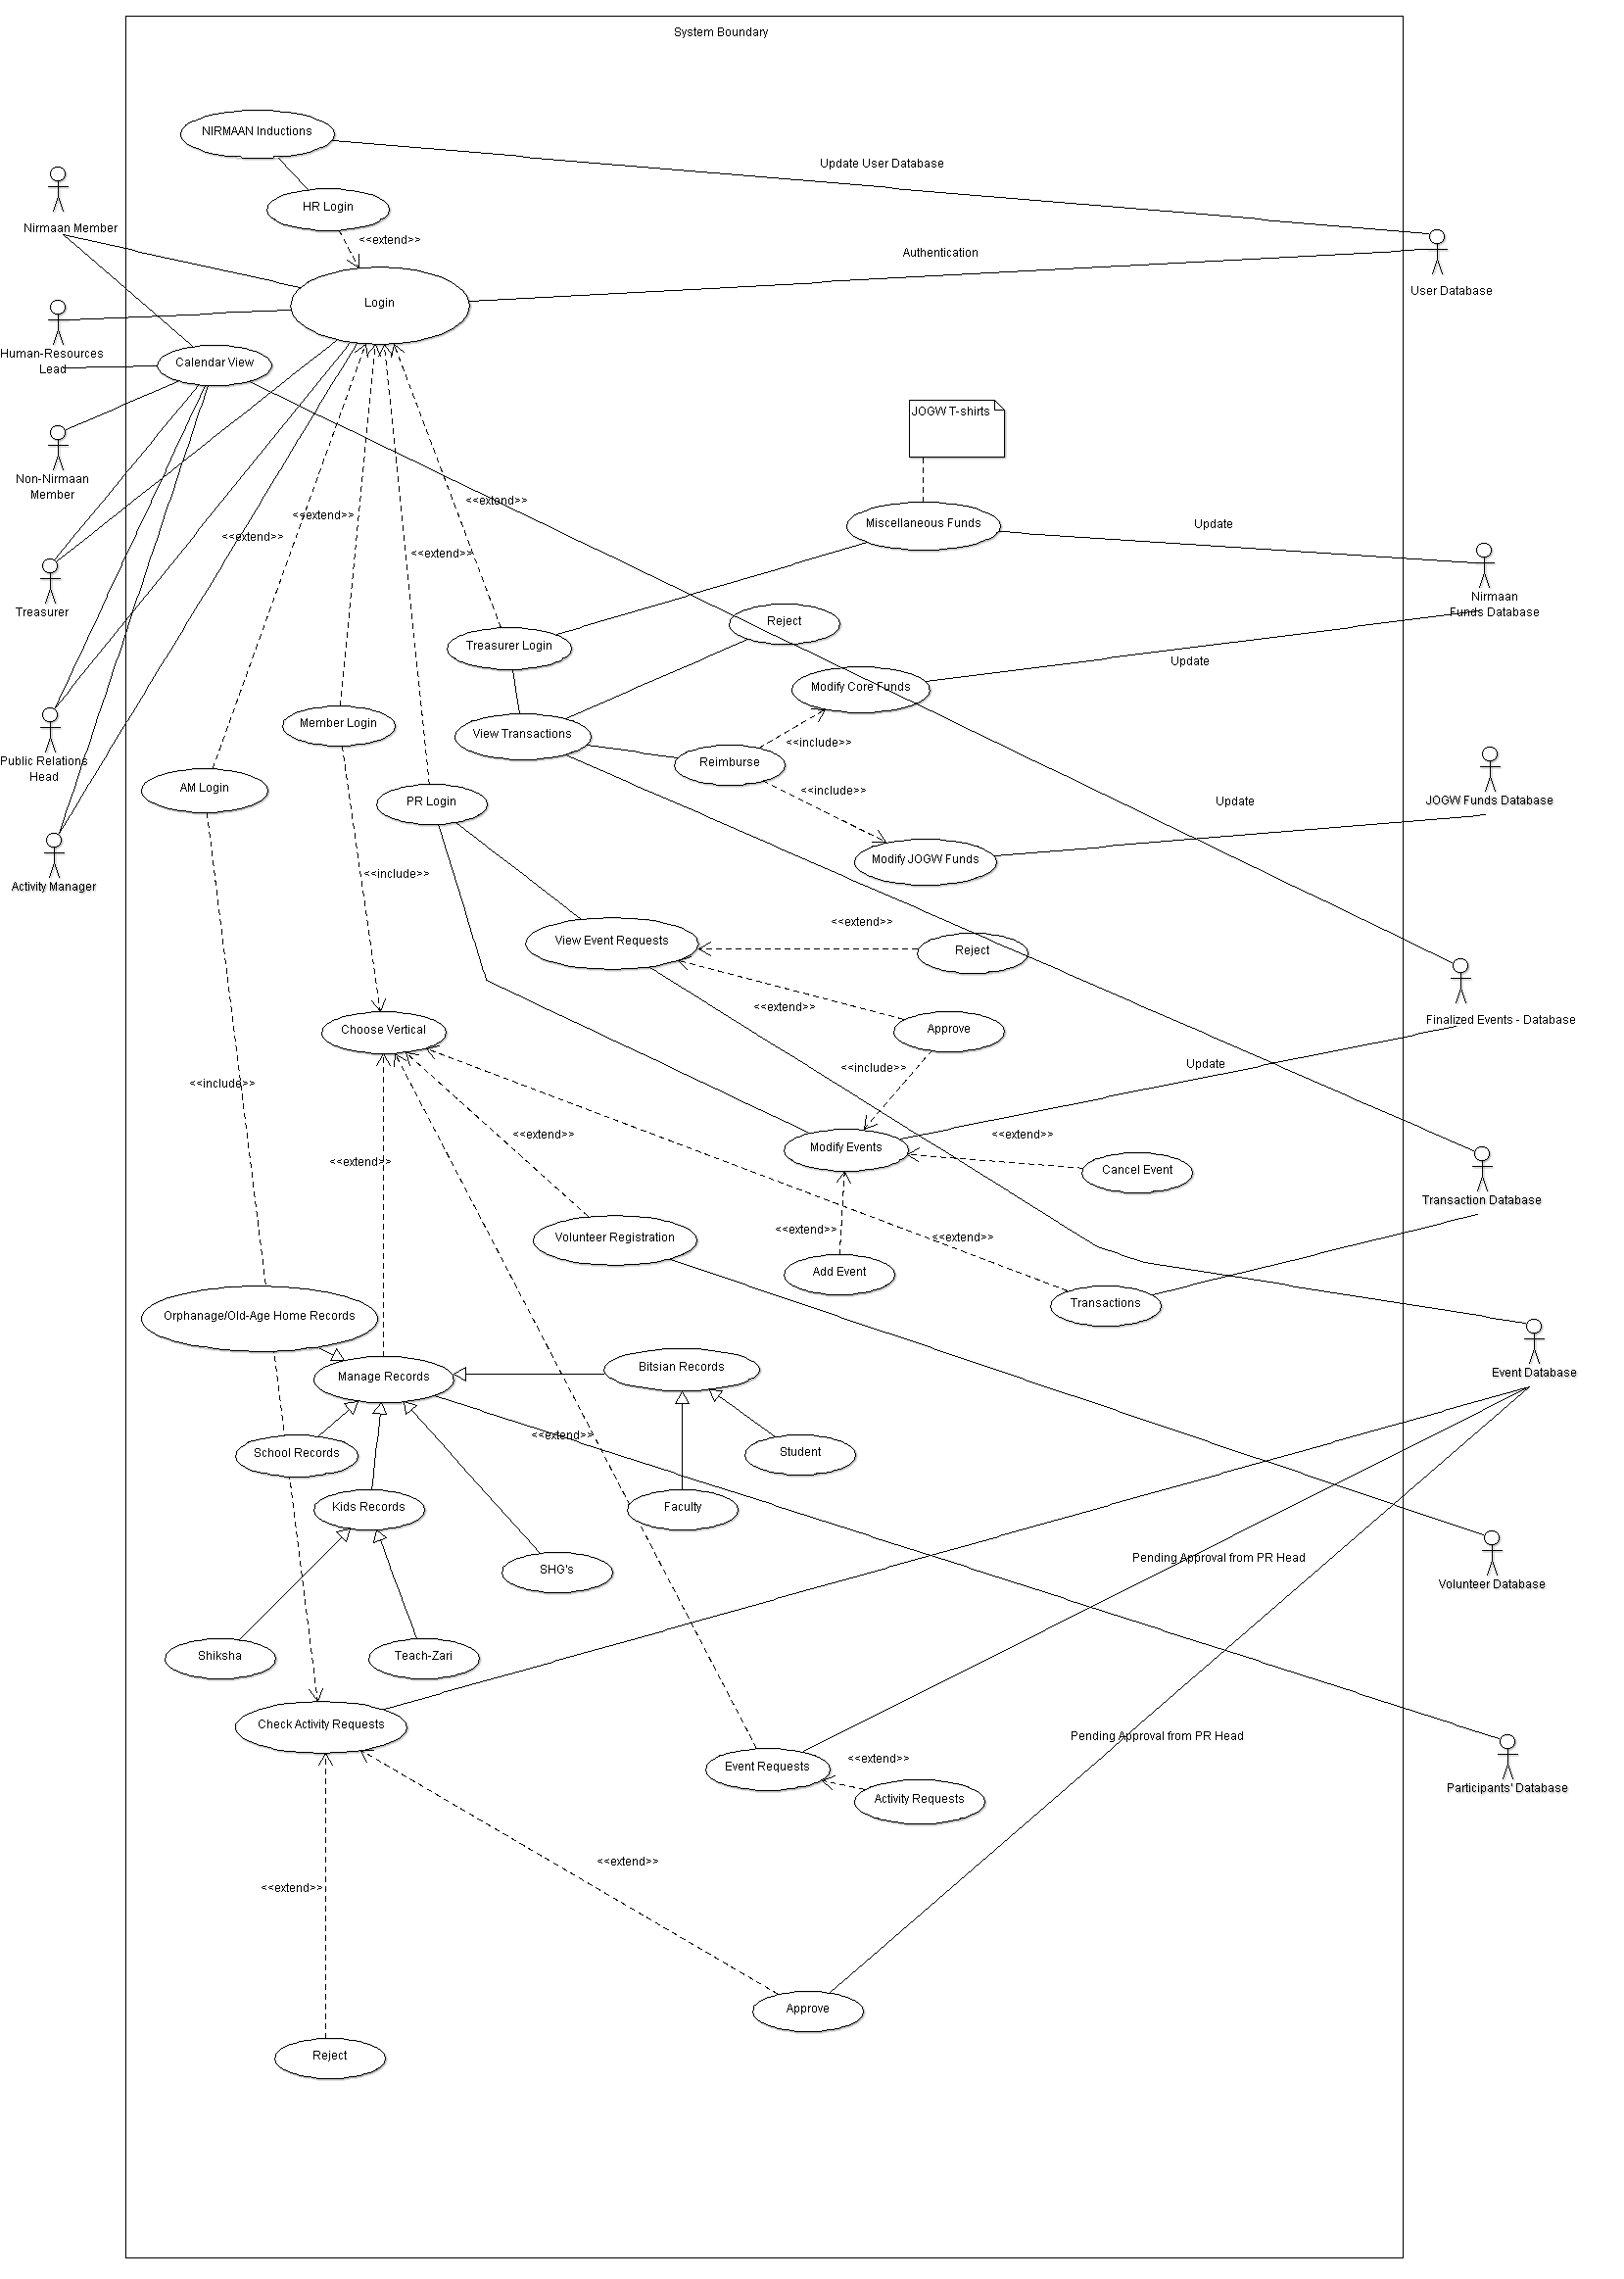 System Boundary
NIRMAAN Inductions
Update User Database
HR Login
Nirmaan Member
<<extend>>
Authentication
User Database
Login
Human-Resources
Lead
Calendar View
JOGW T-shirts
Non-Nirmaan
Member
<<extend>>
<<extend>>
<<extend>>
<<extend>>
Miscellaneous Funds
Update
Nirmaan
Funds Database
Treasurer
Reject
Treasurer Login
Update
Modify Core Funds
Member Login
View Transactions
<<include>>
Public Relations
Head
Reimburse
AM Login
<<include>>
PR Login
Update
JOGW Funds Database
Modify JOGW Funds
<<include>>
Activity Manager
<<extend>>
View Event Requests
Reject
<<extend>>
Finalized Events - Database
Choose Vertical
Approve
<<include>>
Update
<<include>>
<<extend>>
<<extend>>
Modify Events
<<extend>>
Cancel Event
Transaction Database
<<extend>>
Volunteer Registration
<<extend>>
Add Event
Transactions
Orphanage/Old-Age Home Records
Bitsian Records
Manage Records
Event Database
<<extend>>
School Records
Student
Kids Records
Faculty
Pending Approval from PR Head
SHG's
Volunteer Database
Shiksha
Teach-Zari
Check Activity Requests
Pending Approval from PR Head
<<extend>>
Event Requests
Participants' Database
Activity Requests
<<extend>>
<<extend>>
Approve
Reject